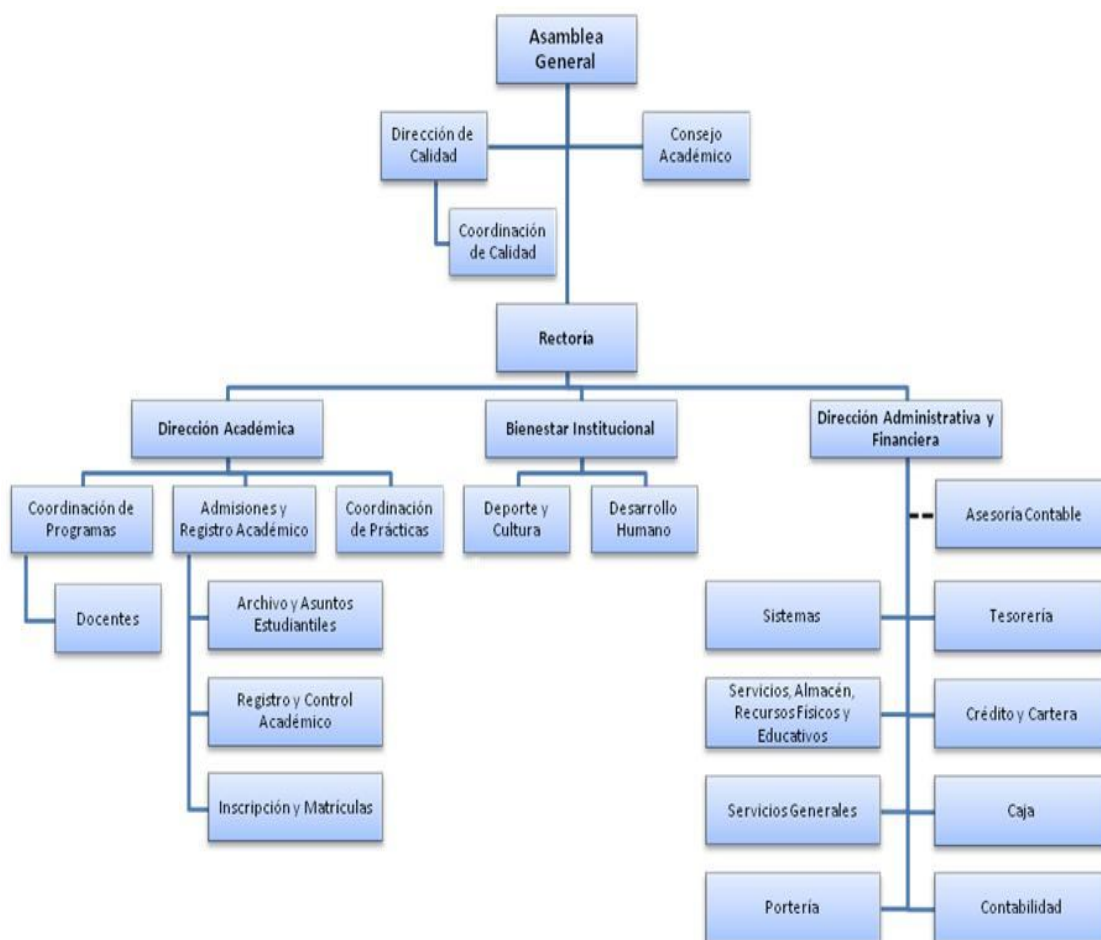 Asamblea
General
Dirección de
Calidad
Consejo
Académico
Coordinación
de Calidad
Rectoría
Dirección Académica
Bienestar Institucional
Dirección Administrativa y
Financiera
Coordinación de
Programas
Admisiones y
Registro Académico
Coordinación
de Prácticas
Deporte y
Cultura
Desarrollo
Humano
Asesoría Contable
Docentes
Archivo y Asuntos
Estudiantiles
Sistemas
Tesorería
Registro y Control
Académico
Servicios, Almacén,
Recursos Físicos y
Educativos
Crédito y Cartera
Inscripción y Matrículas
Servicios Generales
Caja
Portería
Contabilidad